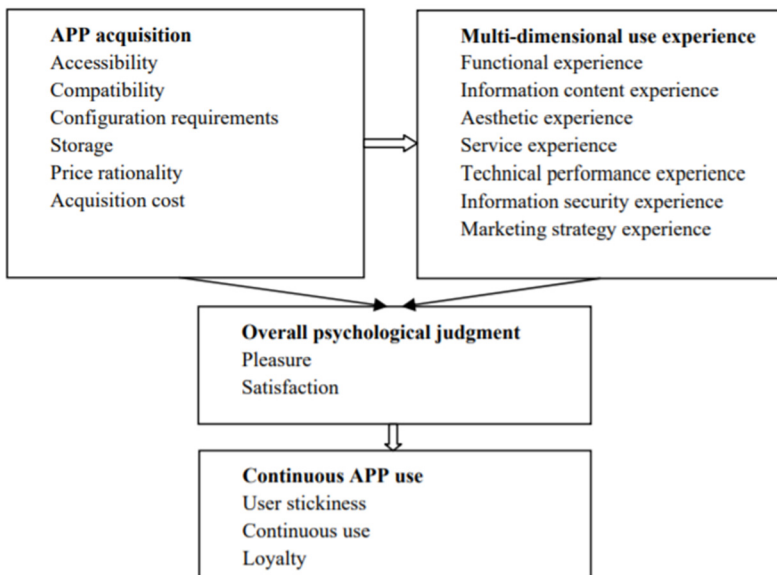 APP acquisition
Accessibility
Compatibility
Configuration requirements
Storage
Price rationality
Acquisition cost
Multi-dimensional use experience
Functional experience
Information content experience
Aesthetic experience
Service experience
Technical performance experience
Information security experience
Marketing strategy experience
Overall psychological judgment
Pleasure
Satisfaction
Continuous APP use
User stickiness
Continuous use
Loyalty